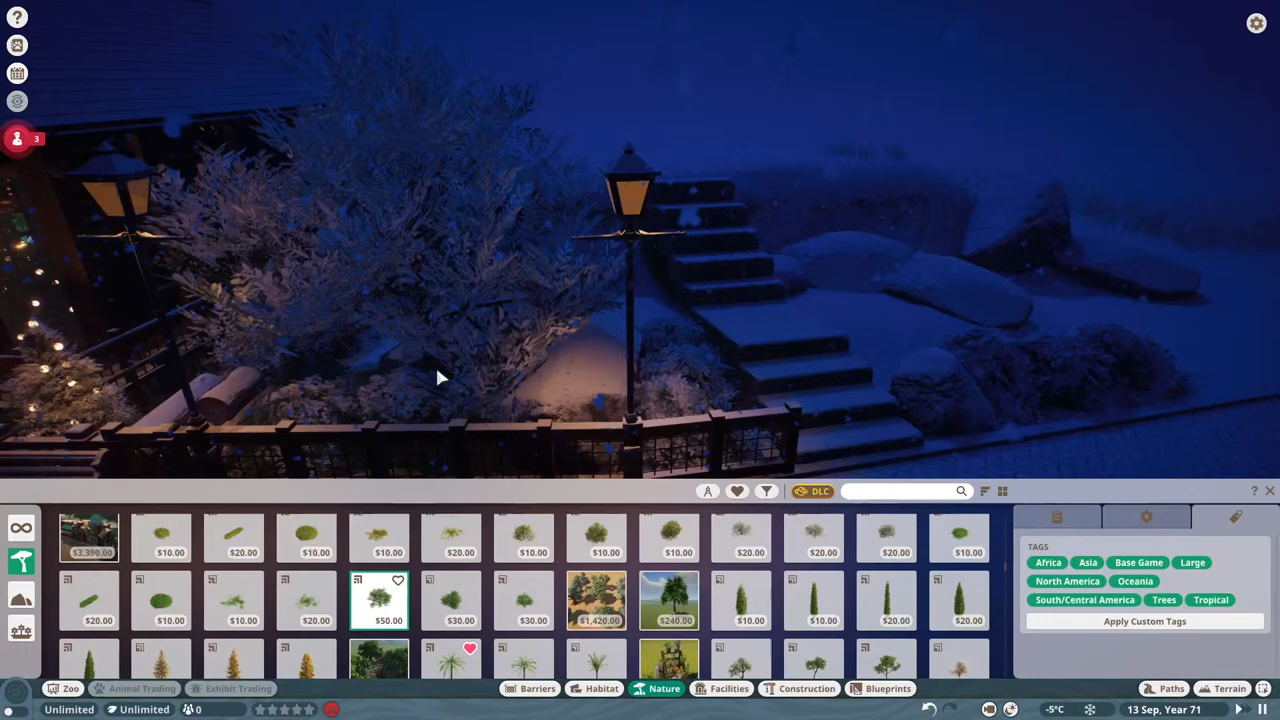 ?
3
DLC
? ×
$3,390.00 $10.00 $20.00 $10.00 $10.00 $20.00 $10.00 $10.00 $10.00 $20.00 $20.00 $20.00 $10.00
$20.00 $10.00 $10.00 $20.00 $50.00 $30.00 $30.00 $1,420.00 $240.00 $10.00 $10.00 $20.00 $20.00
TAGS
Africa Asia Base Game Large
North America Oceania
South/Central America Trees Tropical
Apply Custom Tags
Zoo Animal Trading Exhibit Trading Barriers Habitat Nature Facilities Construction Blueprints Paths Terrain
Unlimited Unlimited 0 -5°C 13 Sep, Year 71